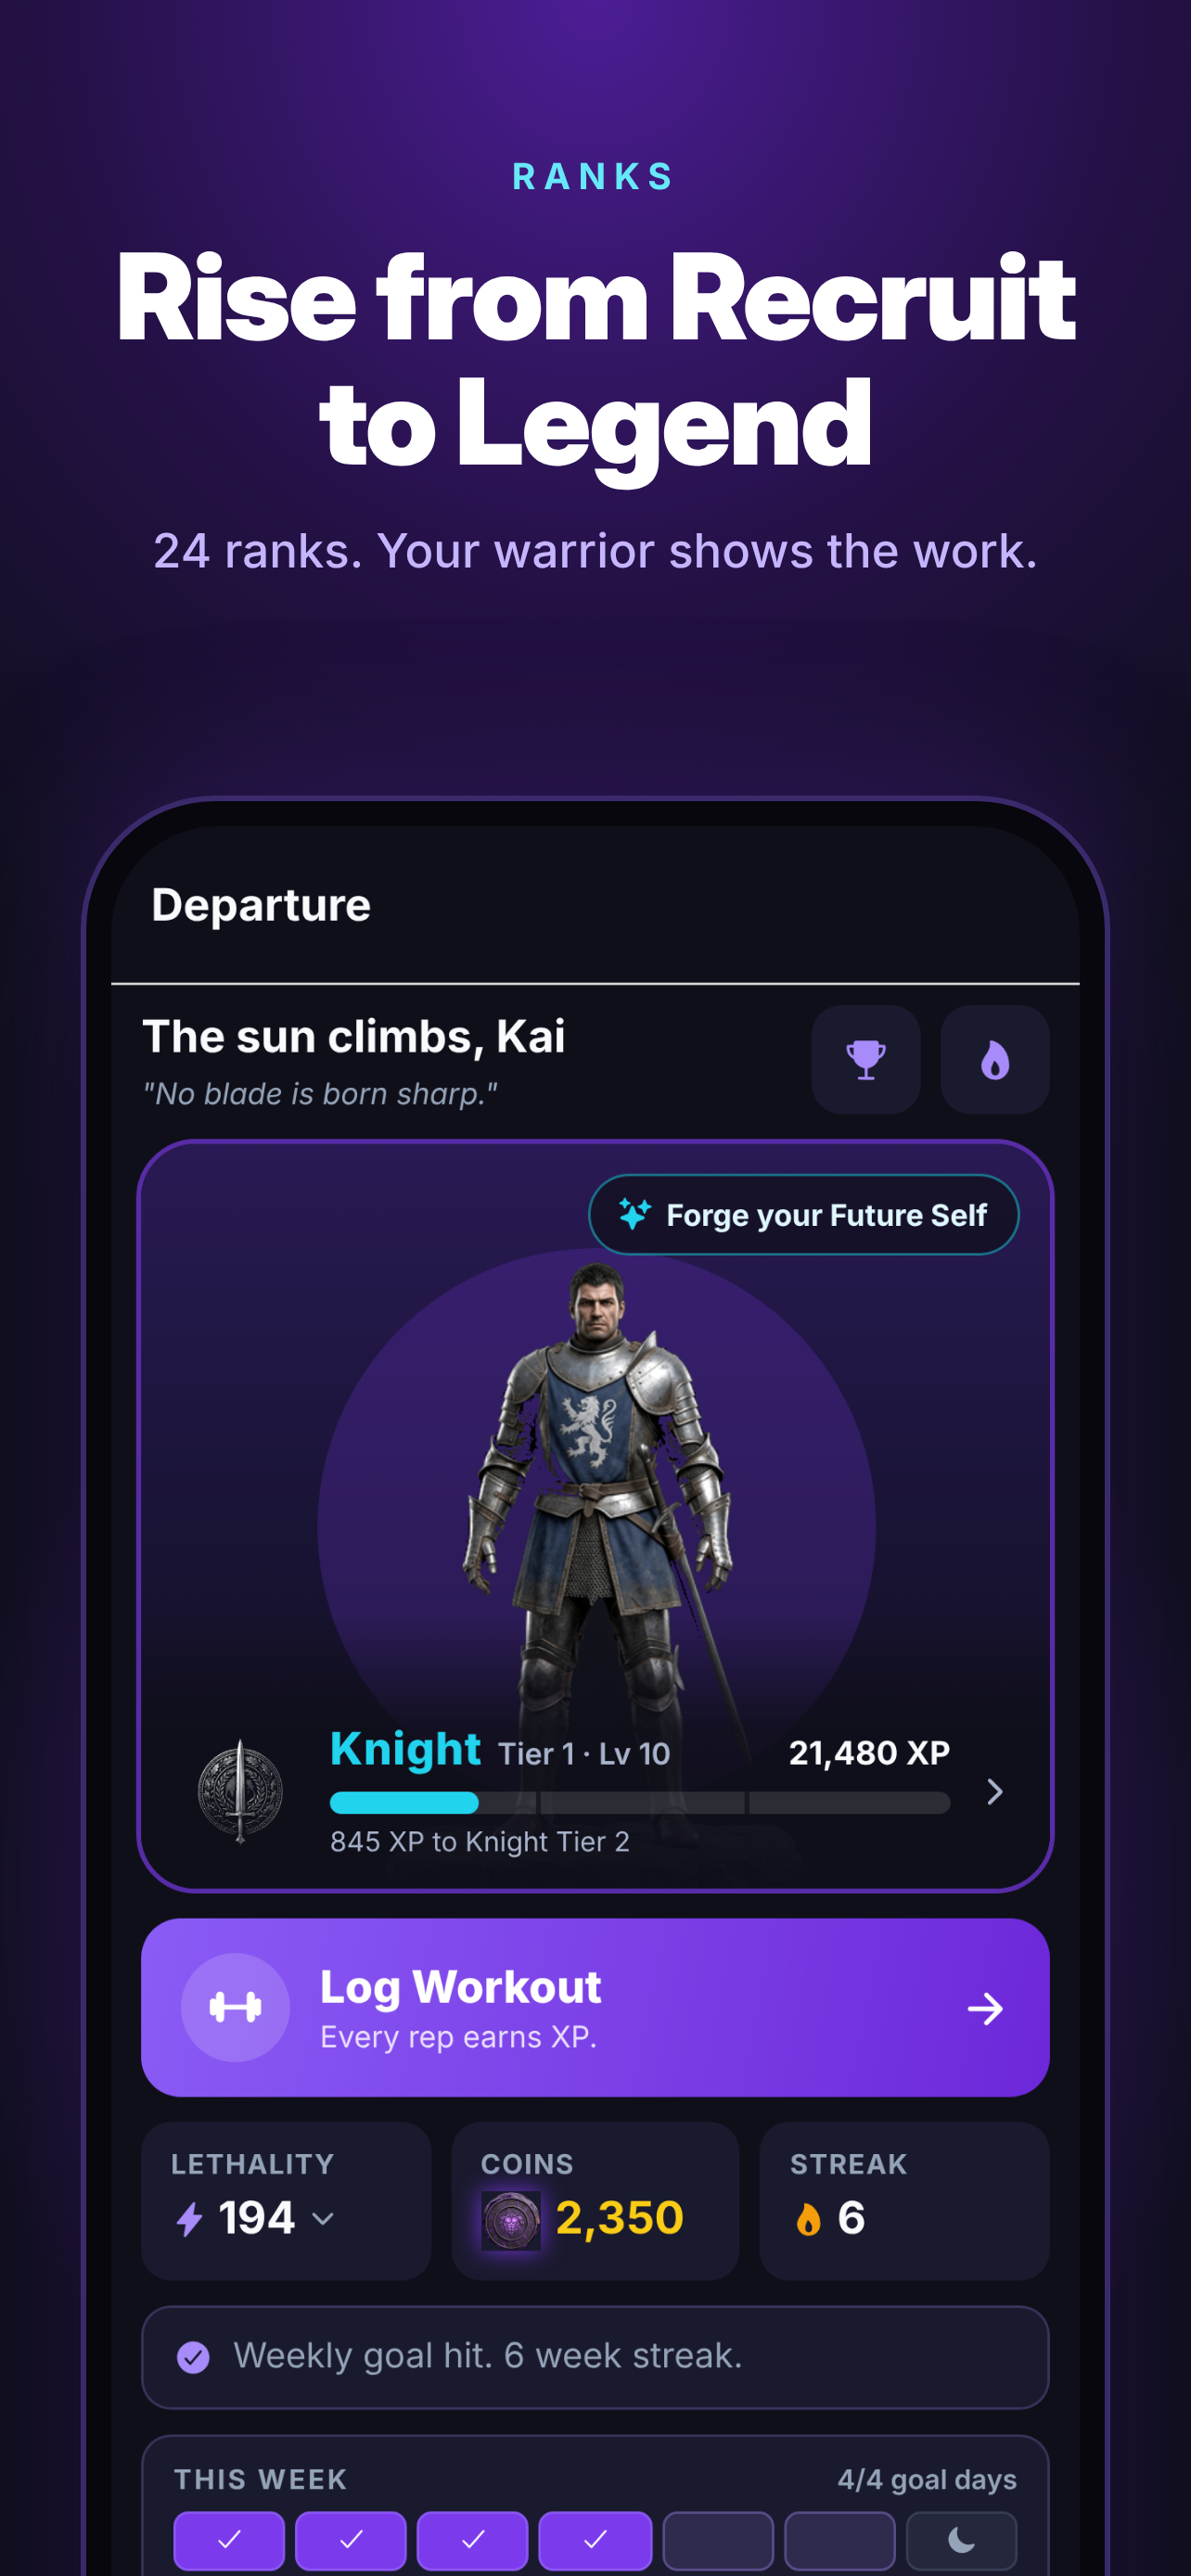 RANKS
Rise from Recruit
to Legend
24 ranks. Your warrior shows the work.
Departure
The sun climbs, Kai
"No blade is born sharp."
Forge your Future Self
Knight Tier 1 · Lv 10 21,480 XP
845 XP to Knight Tier 2
Log Workout
Every rep earns XP.
LETHALITY COINS STREAK
194 2,350 6
Weekly goal hit. 6 week streak.
THIS WEEK 4/4 goal days